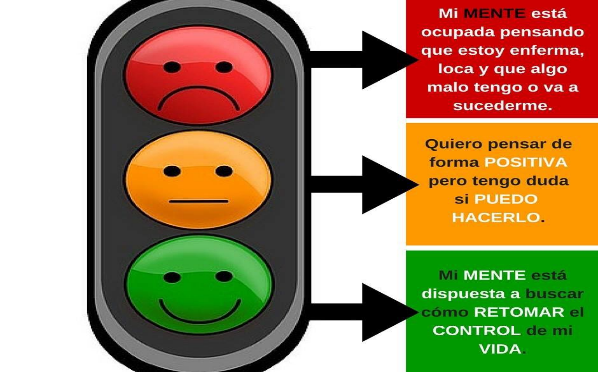 Mi MENTE está
ocupada pensando
que estoy enferma,
loca y que algo
malo tengo o va a
sucederme.
Quiero pensar de
forma POSITIVA
pero tengo duda
si PUEDO
HACERLO.
Mi MENTE está
dispuesta a buscar
cómo RETOMAR el
CONTROL de mi
VIDA.